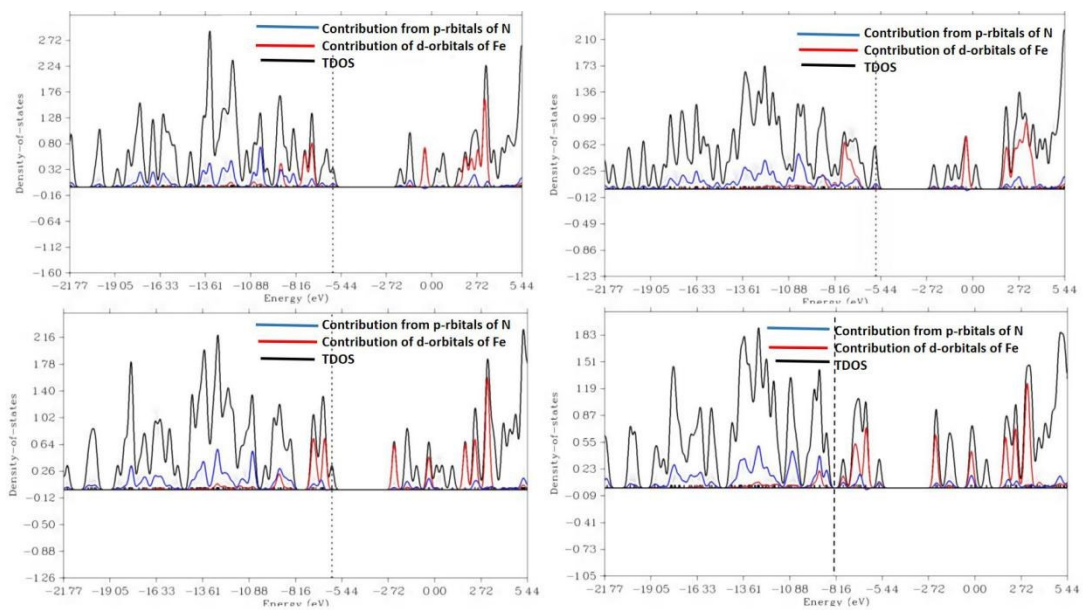 Contribution from p-rbitals of N
Contribution of d-orbitals of Fe
TDOS
Density-of-states
2.72
2.24
1.76
1.28
0.80
0.32
−0.16
−0.64
−1.12
−1.60
−21.77 −19.05 −16.33 −13.61 −10.88 −8.16 −5.44 0.00 2.72 5.44
Energy (eV)
Contribution from p-rbitals of N
Contribution of d-orbitals of Fe
TDOS
Density-of-states
2.10
1.73
1.36
0.99
0.62
0.25
−0.12
−0.49
−0.86
−1.23
−21.77 −19.05 −16.33 −13.61 −10.88 −8.16 −5.44 0.00 2.72 5.44
Energy (eV)
Contribution from p-rbitals of N
Contribution of d-orbitals of Fe
TDOS
Density-of-states
2.16
1.78
1.40
1.02
0.64
0.26
−0.12
−0.50
−0.88
−1.26
−21.77 −19.05 −16.33 −13.61 −10.88 −8.16 −5.44 0.00 2.72 5.44
Energy (eV)
Contribution from p-rbitals of N
Contribution of d-orbitals of Fe
TDOS
Density-of-states
1.83
1.51
1.19
0.87
0.55
0.23
−0.09
−0.41
−0.73
−1.05
−21.77 −19.05 −16.33 −13.61 −10.88 −8.16 −5.44 0.00 2.72 5.44
Energy (eV)